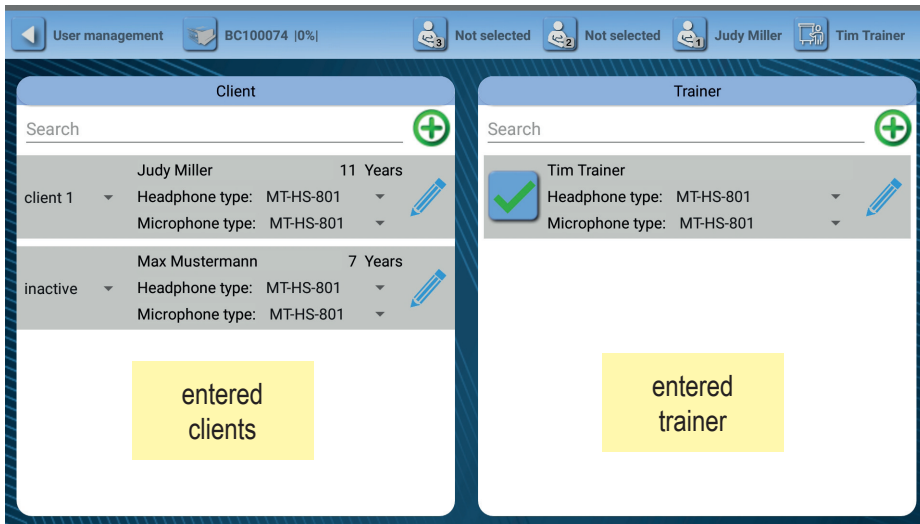 User management BC100074 |0%| 3 Not selected 2 Not selected 1 Judy Miller Tim Trainer
Client
Search
Judy Miller 11 Years
client 1 Headphone type: MT-HS-801
Microphone type: MT-HS-801
Max Mustermann 7 Years
inactive Headphone type: MT-HS-801
Microphone type: MT-HS-801
entered
clients
Trainer
Search
Tim Trainer
Headphone type: MT-HS-801
Microphone type: MT-HS-801
entered
trainer